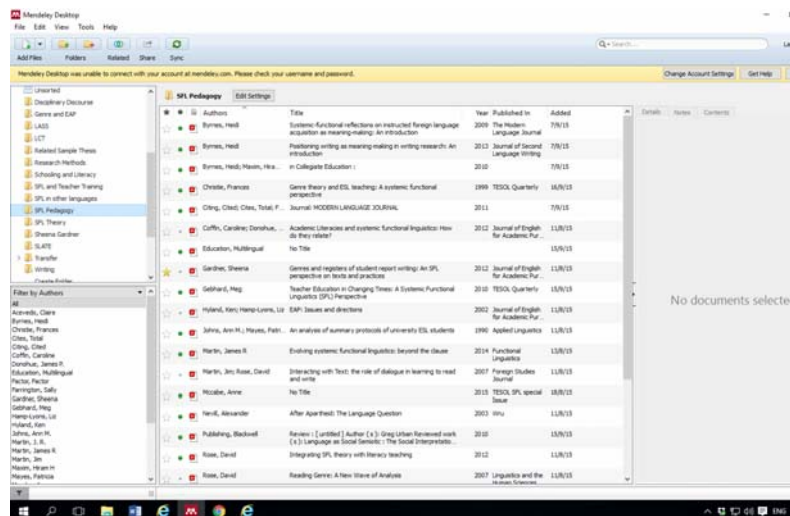 Mendeley Desktop
File Edit View Tools Help
Add Files Folders Related Share Sync
Search...
Mendeley Desktop was unable to connect with your account at mendeley.com. Please check your username and password.
Change Account Settings Get Help
Unsorted
Disciplinary Discourse
Genre and EAP
LASS
LCT
Related Sample Thesis
Research Methods
Schooling and Literacy
SFL and Teacher Training
SFL in other languages
SFL Pedagogy
SFL Theory
Sheena Gardner
SLATE
Transfer
Writing
Create Folder
Filter by Authors
All
Acevedo, Claire
Byrnes, Heidi
Christie, Frances
Cites, Total
Citing, Cited
Coffin, Caroline
Donohue, James P.
Education, Multilingual
Factor, Factor
Farrington, Sally
Gardner, Sheena
Gebhard, Meg
Hamp-Lyons, Liz
Hyland, Ken
Johns, Ann M.
Martin, J. R.
Martin, James R
Martin, Jim
Maxim, Hiram H
Mayes, Patricia
SFL Pedagogy Edit Settings
Authors Title Year Published In Added
Byrnes, Heidi Systemic-functional reflections on instructed foreign language 2009 The Modern 7/9/15
acquisition as meaning-making: An introduction Language Journal
Byrnes, Heidi Positioning writing as meaning-making in writing research: An 2013 Journal of Second 7/9/15
introduction Language Writing
Byrnes, Heidi; Maxim, Hira... in Collegiate Education : 2010 7/9/15
Christie, Frances Genre theory and ESL teaching: A systemic functional 1999 TESOL Quarterly 16/9/15
perspective
Citing, Cited; Cites, Total; F... Journal: MODERN LANGUAGE JOURNAL 2011 7/9/15
Coffin, Caroline; Donohue, ... Academic Literacies and systemic functional linguistics: How 2012 Journal of English 11/8/15
do they relate? for Academic Pur...
Education, Multilingual No Title 15/9/15
Gardner, Sheena Genres and registers of student report writing: An SFL 2012 Journal of English 11/8/15
perspective on texts and practices for Academic Pur...
Gebhard, Meg Teacher Education in Changing Times: A Systemic Functional 2010 TESOL Quarterly 15/9/15
Linguistics (SFL) Perspective
Hyland, Ken; Hamp-Lyons, Liz EAP: Issues and directions 2002 Journal of English 11/8/15
for Academic Pur...
Johns, Ann M.; Mayes, Patri... An analysis of summary protocols of university ESL students 1990 Applied Linguistics 11/8/15
Martin, James R Evolving systemic functional linguistics: beyond the clause 2014 Functional 13/8/15
Linguistics
Martin, Jim; Rose, David Interacting with Text: the role of dialogue in learning to read 2007 Foreign Studies 11/8/15
and write Journal
Mccabe, Anne No Title 2015 TESOL SFL special 18/8/15
Issue
Nevill, Alexander After Apartheid: The Language Question 2003 11/8/15
Publishing, Blackwell Review : [ untitled ] Author ( s ): Greg Urban Reviewed work 2010 15/9/15
( s ): Language as Social Semiotic : The Social Interpretatio...
Rose, David Integrating SFL theory with literacy teaching 2012 11/8/15
Rose, David Reading Genre: A New Wave of Analysis 2007 Linguistics and the 11/8/15
Human Sciences
Details Notes Contents
No documents selecte
ENG